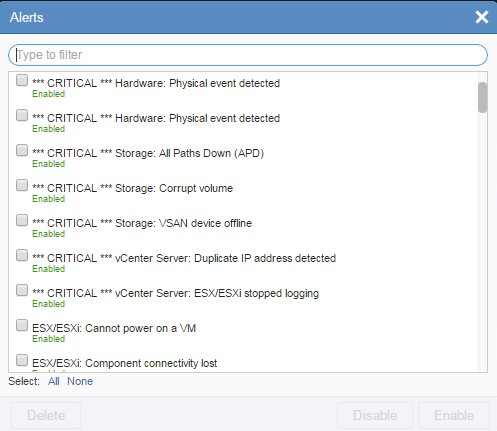 Alerts
Type to filter
*** CRITICAL *** Hardware: Physical event detected
Enabled
*** CRITICAL *** Hardware: Physical event detected
Enabled
*** CRITICAL *** Storage: All Paths Down (APD)
Enabled
*** CRITICAL *** Storage: Corrupt volume
Enabled
*** CRITICAL *** Storage: VSAN device offline
Enabled
*** CRITICAL *** vCenter Server: Duplicate IP address detected
Enabled
*** CRITICAL *** vCenter Server: ESX/ESXi stopped logging
Enabled
ESX/ESXi: Cannot power on a VM
Enabled
ESX/ESXi: Component connectivity lost
Enabled
Select: All None
Delete Disable Enable